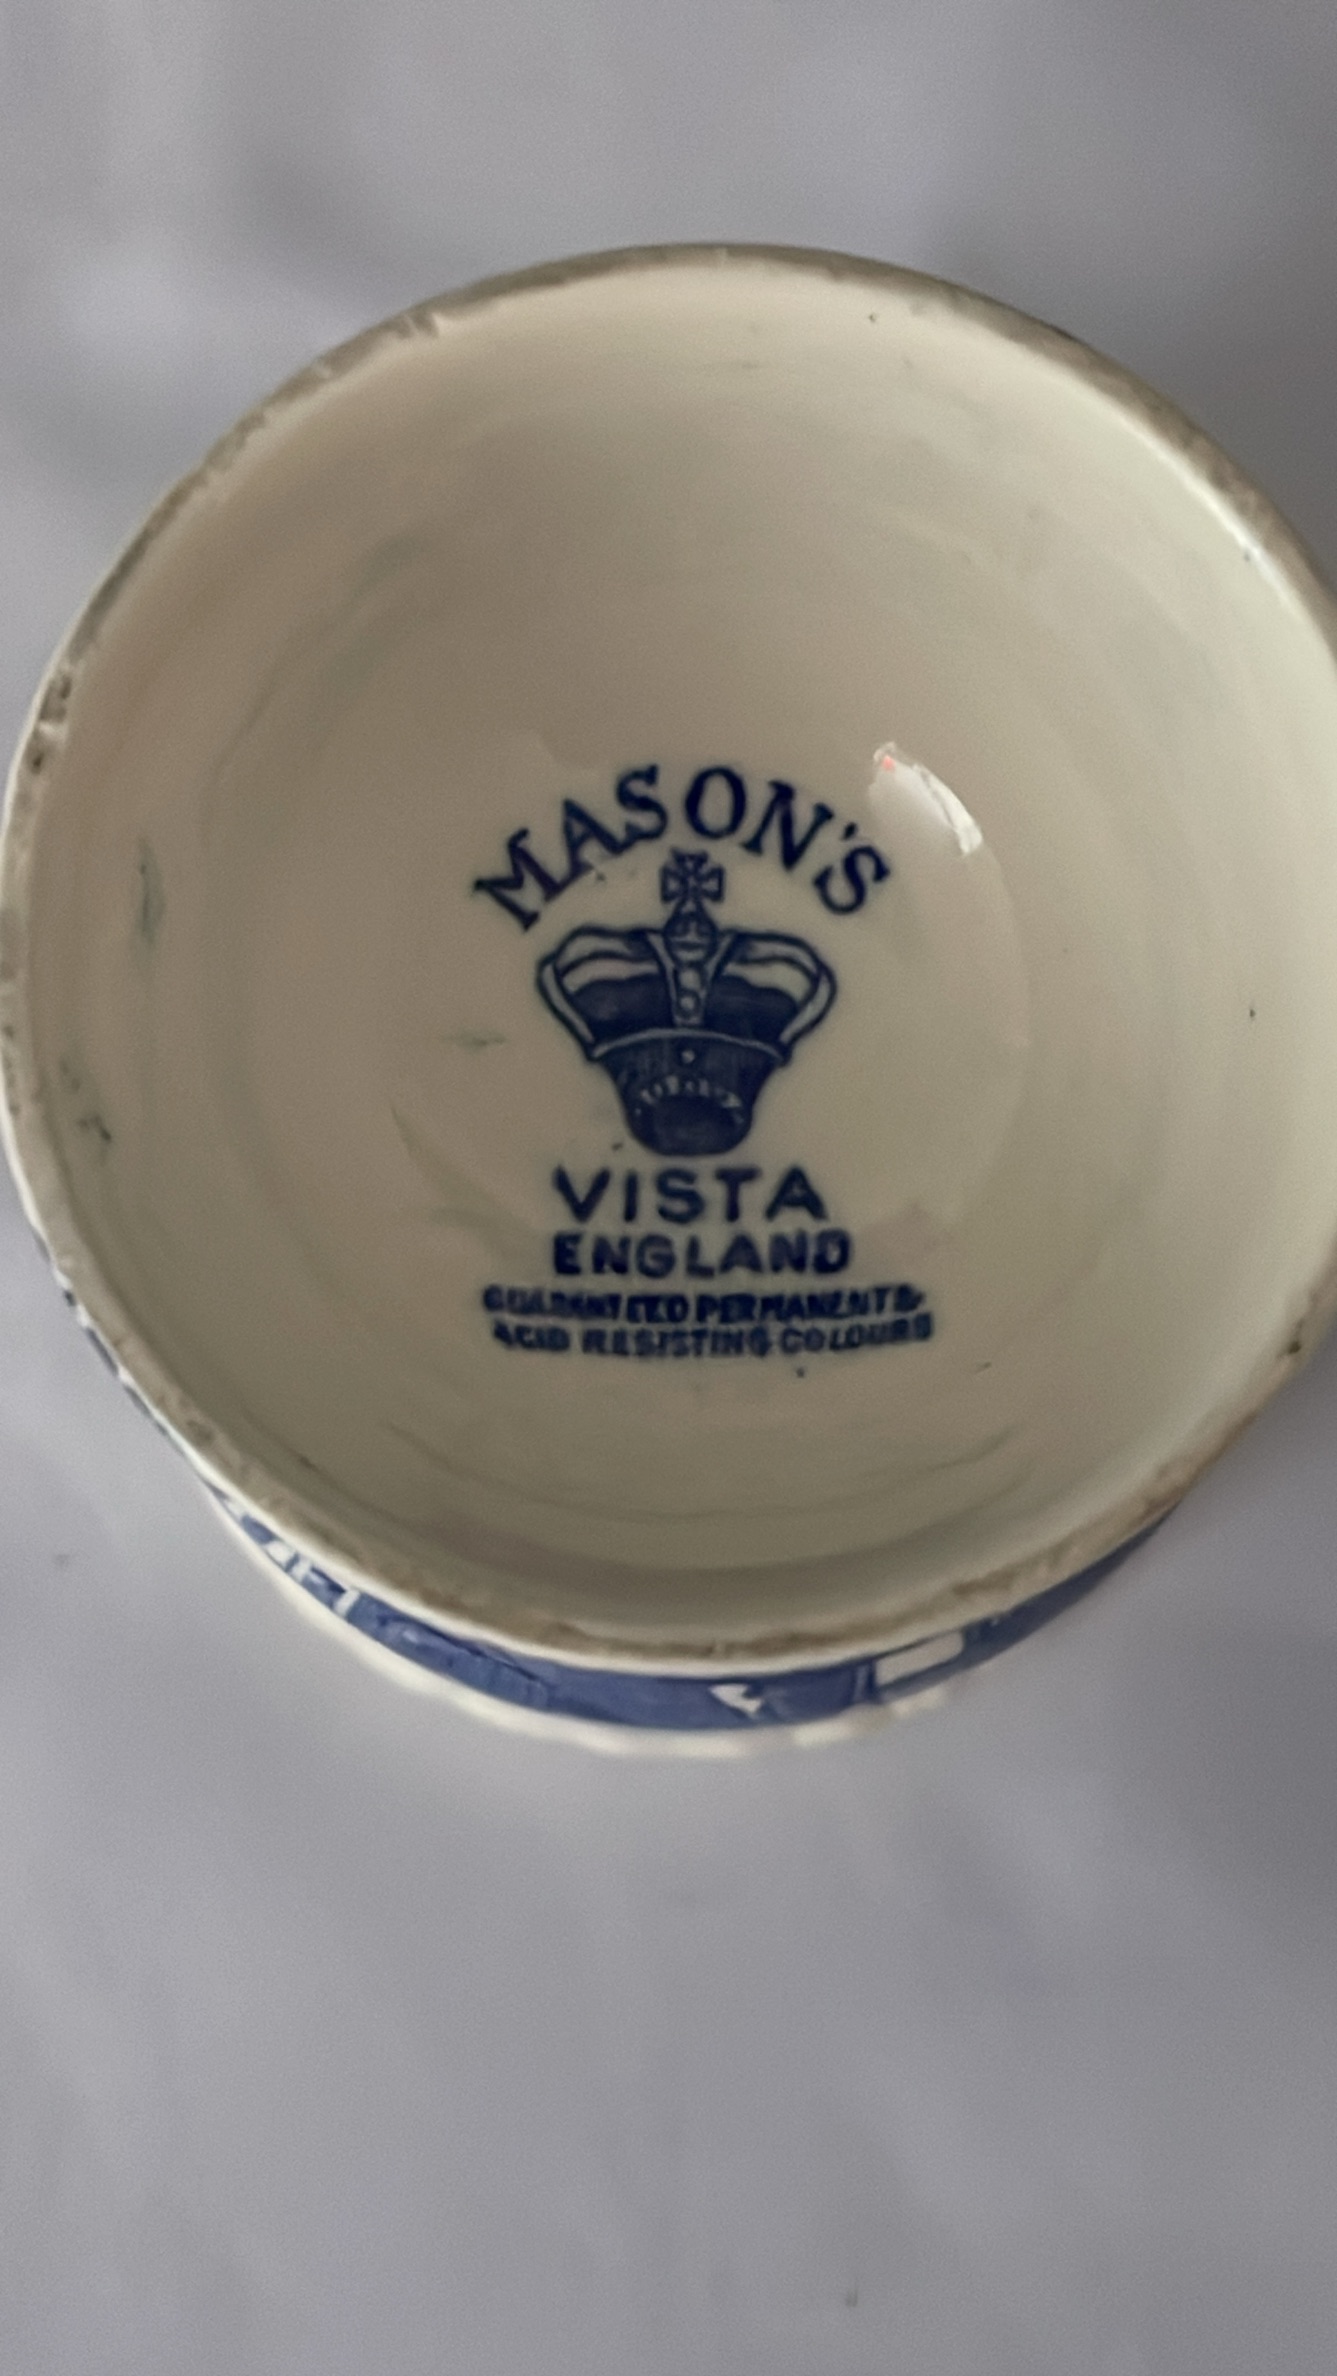 MASON'S
VISTA
ENGLAND
GUARANTEED PERMANENT &
ACID RESISTING COLOURS